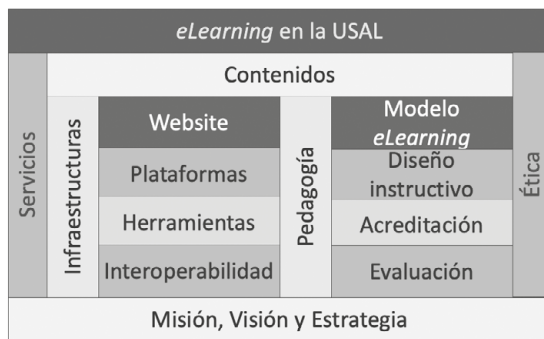 eLearning en la USAL
Contenidos
Servicios
Infraestructuras
Website
Plataformas
Herramientas
Interoperabilidad
Pedagogía
Modelo
eLearning
Diseño
instructivo
Acreditación
Evaluación
Ética
Misión, Visión y Estrategia